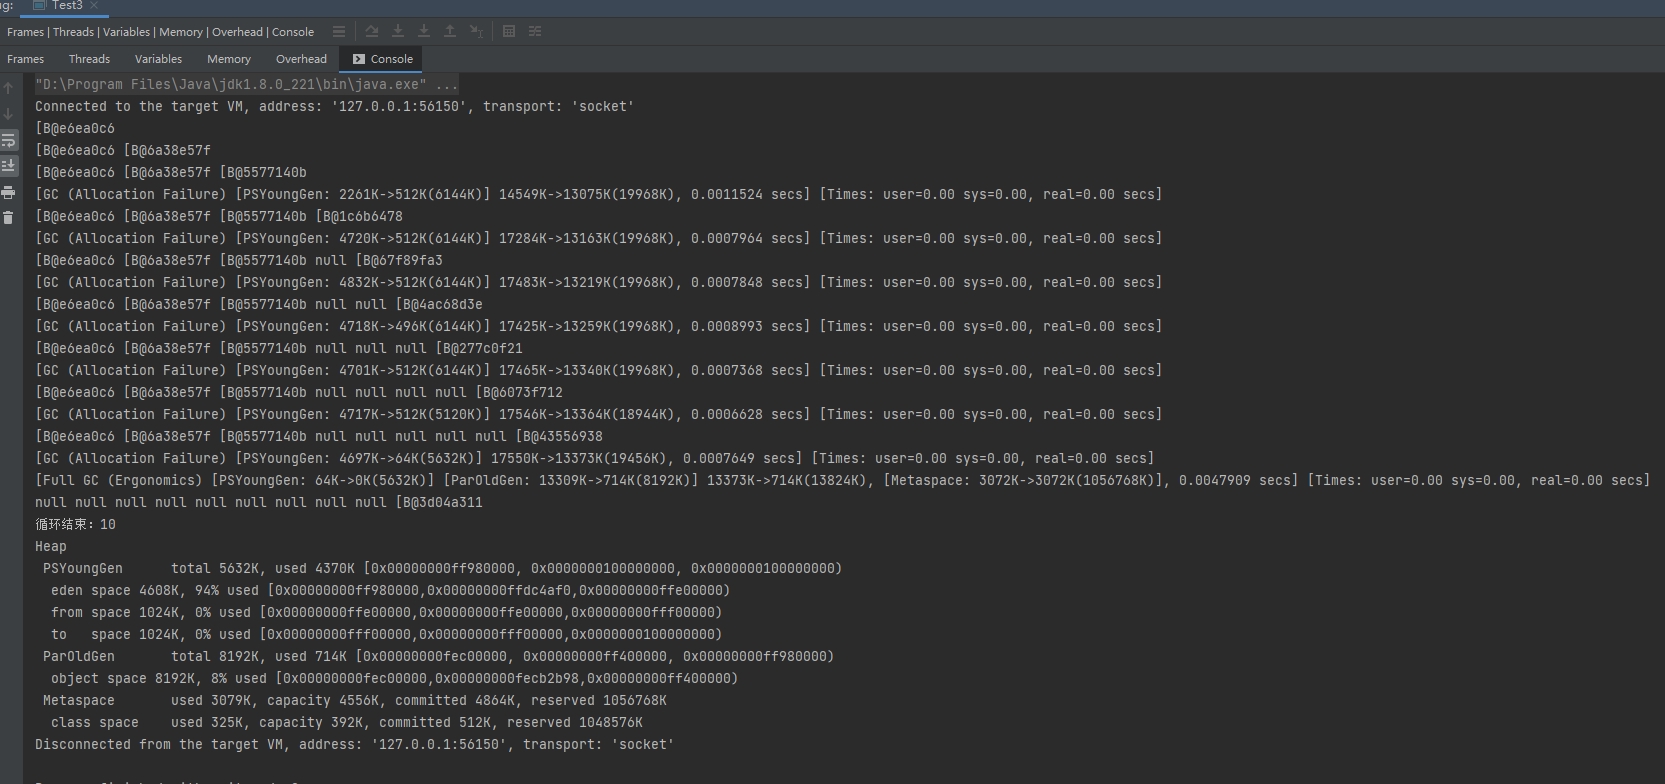 ug: Test3 ×
Frames | Threads | Variables | Memory | Overhead | Console
Frames Threads Variables Memory Overhead Console
"D:\Program Files\Java\jdk1.8.0_221\bin\java.exe" ...
Connected to the target VM, address: '127.0.0.1:56150', transport: 'socket'
[B@e6ea0c6
[B@e6ea0c6 [B@6a38e57f
[B@e6ea0c6 [B@6a38e57f [B@5577140b
[GC (Allocation Failure) [PSYoungGen: 2261K->512K(6144K)] 14549K->13075K(19968K), 0.0011524 secs] [Times: user=0.00 sys=0.00, real=0.00 secs]
[B@e6ea0c6 [B@6a38e57f [B@5577140b [B@1c6b6478
[GC (Allocation Failure) [PSYoungGen: 4720K->512K(6144K)] 17284K->13163K(19968K), 0.0007964 secs] [Times: user=0.00 sys=0.00, real=0.00 secs]
[B@e6ea0c6 [B@6a38e57f [B@5577140b null [B@67f89fa3
[GC (Allocation Failure) [PSYoungGen: 4832K->512K(6144K)] 17483K->13219K(19968K), 0.0007848 secs] [Times: user=0.00 sys=0.00, real=0.00 secs]
[B@e6ea0c6 [B@6a38e57f [B@5577140b null null [B@4ac68d3e
[GC (Allocation Failure) [PSYoungGen: 4718K->496K(6144K)] 17425K->13259K(19968K), 0.0008993 secs] [Times: user=0.00 sys=0.00, real=0.00 secs]
[B@e6ea0c6 [B@6a38e57f [B@5577140b null null null [B@277c0f21
[GC (Allocation Failure) [PSYoungGen: 4701K->512K(6144K)] 17465K->13340K(19968K), 0.0007368 secs] [Times: user=0.00 sys=0.00, real=0.00 secs]
[B@e6ea0c6 [B@6a38e57f [B@5577140b null null null null [B@6073f712
[GC (Allocation Failure) [PSYoungGen: 4717K->512K(5120K)] 17546K->13364K(18944K), 0.0006628 secs] [Times: user=0.00 sys=0.00, real=0.00 secs]
[B@e6ea0c6 [B@6a38e57f [B@5577140b null null null null null [B@43556938
[GC (Allocation Failure) [PSYoungGen: 4697K->64K(5632K)] 17550K->13373K(19456K), 0.0007649 secs] [Times: user=0.00 sys=0.00, real=0.00 secs]
[Full GC (Ergonomics) [PSYoungGen: 64K->0K(5632K)] [ParOldGen: 13309K->714K(8192K)] 13373K->714K(13824K), [Metaspace: 3072K->3072K(1056768K)], 0.0047909 secs] [Times: user=0.00 sys=0.00, real=0.00 secs]
null null null null null null null null null [B@3d04a311
循环结束：10
Heap
PSYoungGen total 5632K, used 4370K [0x00000000ff980000, 0x0000000100000000, 0x0000000100000000)
eden space 4608K, 94% used [0x00000000ff980000,0x00000000ffdc4af0,0x00000000ffe00000)
from space 1024K, 0% used [0x00000000ffe00000,0x00000000ffe00000,0x00000000fff00000)
to space 1024K, 0% used [0x00000000fff00000,0x00000000fff00000,0x0000000100000000)
ParOldGen total 8192K, used 714K [0x00000000fec00000, 0x00000000ff400000, 0x00000000ff980000)
object space 8192K, 8% used [0x00000000fec00000,0x00000000fecb2b98,0x00000000ff400000)
Metaspace used 3079K, capacity 4556K, committed 4864K, reserved 1056768K
class space used 325K, capacity 392K, committed 512K, reserved 1048576K
Disconnected from the target VM, address: '127.0.0.1:56150', transport: 'socket'